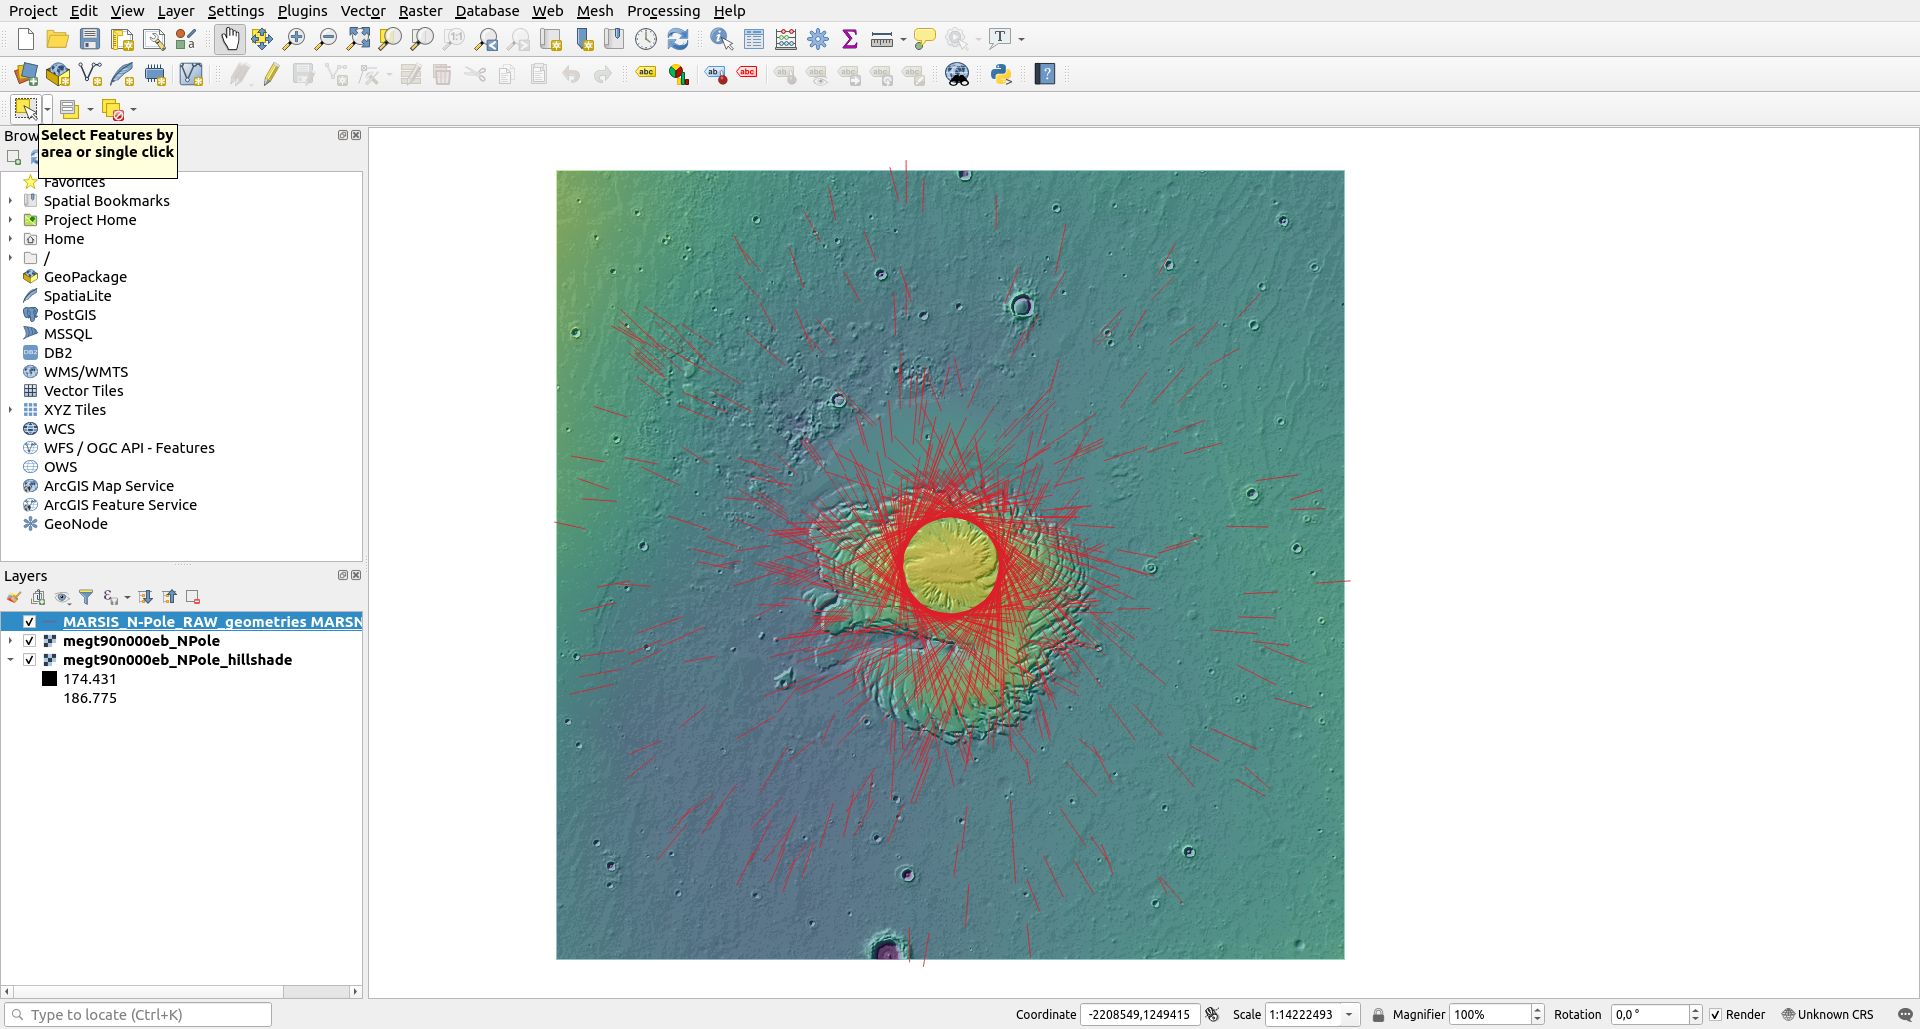 Project Edit View Layer Settings Plugins Vector Raster Database Web Mesh Processing Help
Select Features by
area or single click
Favorites
Spatial Bookmarks
Project Home
Home
/
GeoPackage
SpatiaLite
PostGIS
MSSQL
DB2
WMS/WMTS
Vector Tiles
XYZ Tiles
WCS
WFS / OGC API - Features
OWS
ArcGIS Map Service
ArcGIS Feature Service
GeoNode
Layers
MARSIS_N-Pole_RAW_geometries MARSN
megt90n000eb_NPole
megt90n000eb_NPole_hillshade
174.431
186.775
Type to locate (Ctrl+K) Coordinate -2208549,1249415 Scale 1:14222493 Magnifier 100% Rotation 0,0 ° Render Unknown CRS